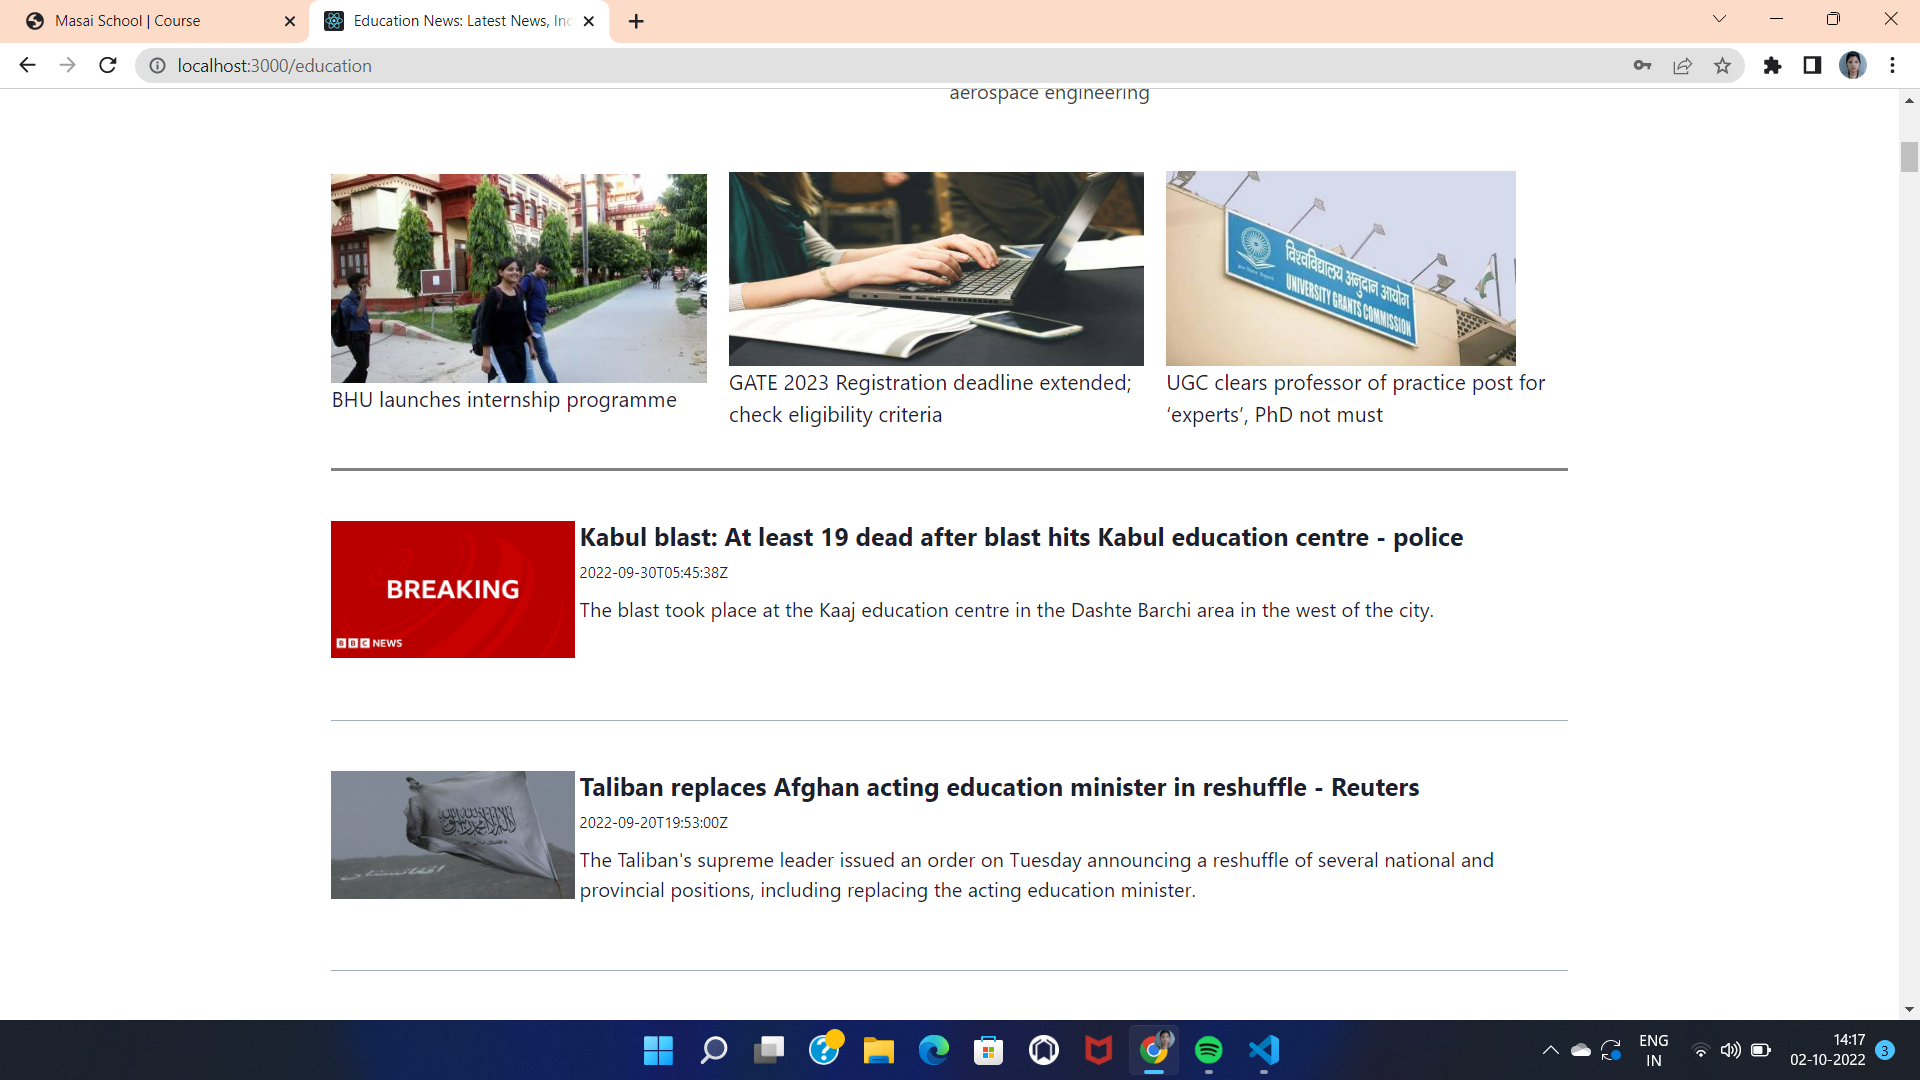 Masai School | Course
Education News: Latest News, Inc
localhost:3000/education
aerospace engineering
विश्वविद्यालय अनुदान आयोग
UNIVERSITY GRANTS COMMISSION
BHU launches internship programme
GATE 2023 Registration deadline extended;
check eligibility criteria
UGC clears professor of practice post for
‘experts’, PhD not must
BREAKING
BBC NEWS
Kabul blast: At least 19 dead after blast hits Kabul education centre - police
2022-09-30T05:45:38Z
The blast took place at the Kaaj education centre in the Dashte Barchi area in the west of the city.
Taliban replaces Afghan acting education minister in reshuffle - Reuters
2022-09-20T19:53:00Z
The Taliban's supreme leader issued an order on Tuesday announcing a reshuffle of several national and
provincial positions, including replacing the acting education minister.
ENG
IN
14:17
02-10-2022
3